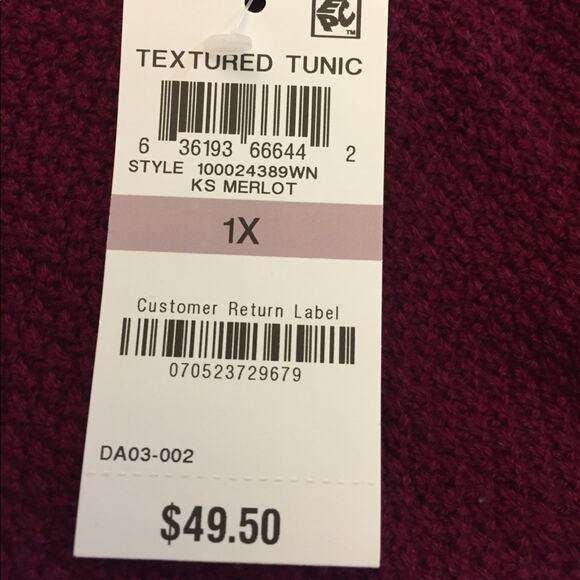 EPC™
TEXTURED TUNIC
6 36193 66644 2
STYLE 100024389WN
KS MERLOT
1X
Customer Return Label
070523729679
DA03-002
$49.50